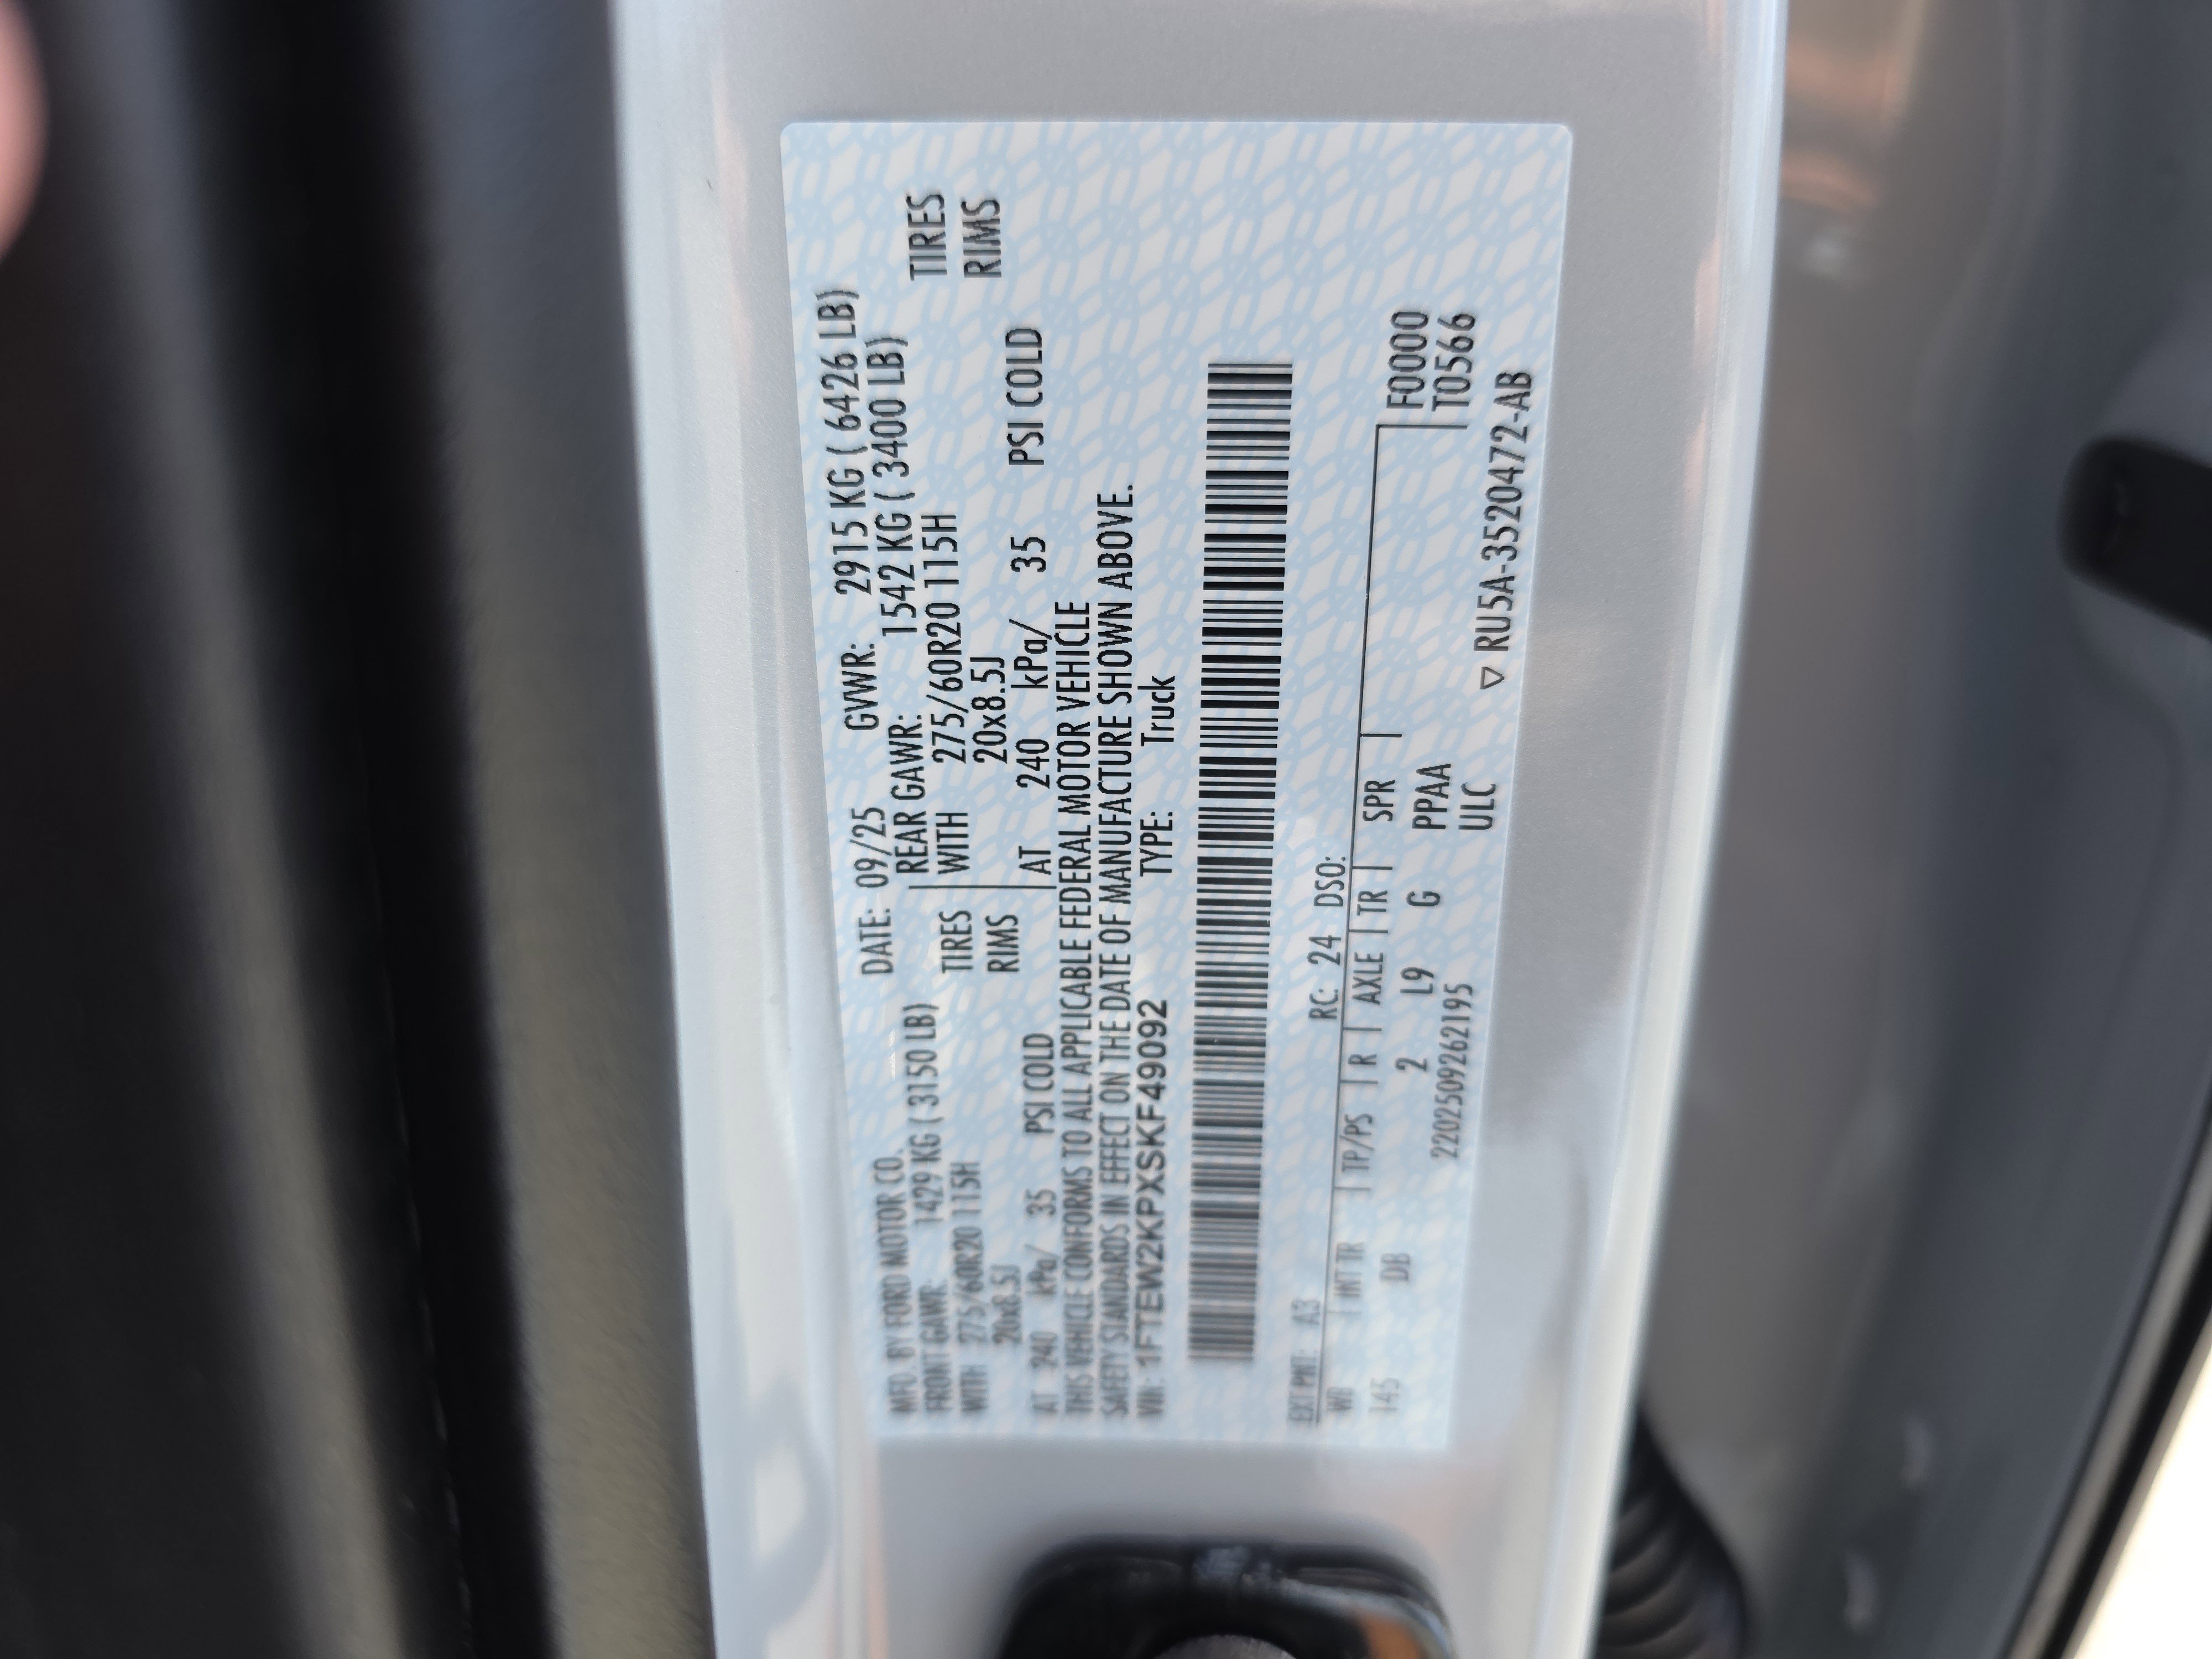 MFD. BY FORD MOTOR CO. DATE: 09/25 GVWR: 2915 KG ( 6426 LB)
FRONT GAWR: 1429 KG ( 3150 LB) REAR GAWR: 1542 KG ( 3400 LB)
WITH 275/60R20 115H TIRES WITH 275/60R20 115H TIRES
20x8.5J RIMS 20x8.5J RIMS
AT 240 kPa/ 35 PSI COLD AT 240 kPa/ 35 PSI COLD
THIS VEHICLE CONFORMS TO ALL APPLICABLE FEDERAL MOTOR VEHICLE
SAFETY STANDARDS IN EFFECT ON THE DATE OF MANUFACTURE SHOWN ABOVE.
VIN: 1FTEW2KPXSKF49092 TYPE: Truck
EXT PNT: A3 RC: 24 DSO:
WB | INT TR | TP/PS | R | AXLE | TR | SPR | F0000
145 DB 2 L9 G PPAA T0566
2202509262195 ULC
▽ RU5A-3520472-AB